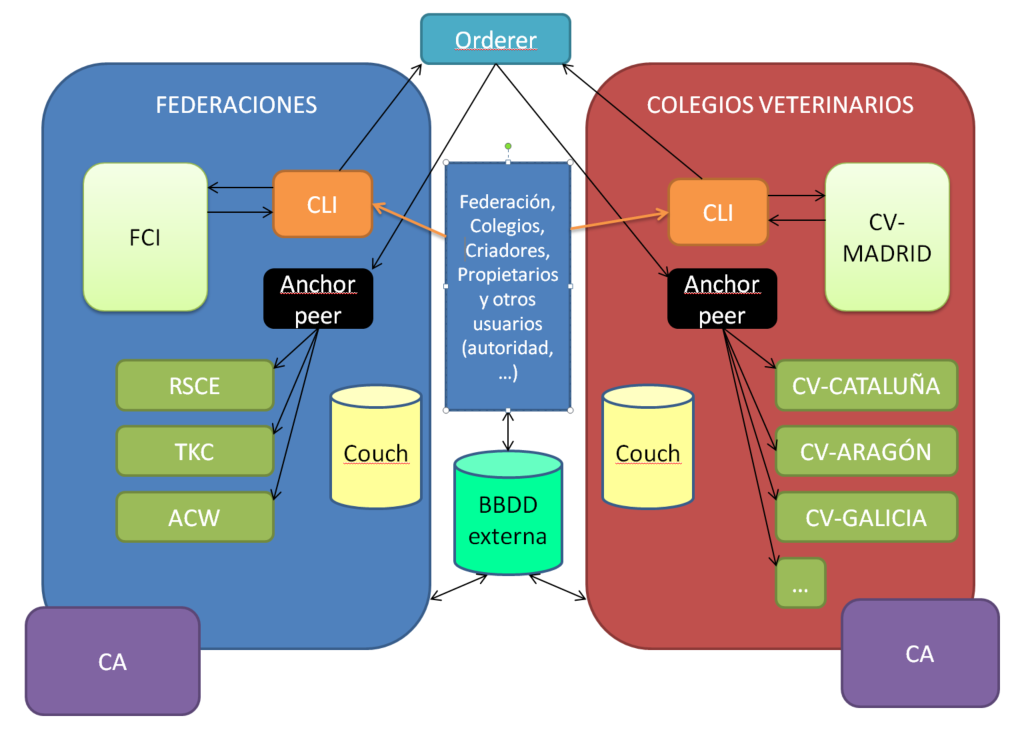 Orderer
FEDERACIONES
COLEGIOS VETERINARIOS
FCI
CLI
Federación,
Colegios,
Criadores,
Propietarios
y otros
usuarios
(autoridad,
...)
CLI
CV-
MADRID
Anchor
peer
Anchor
peer
RSCE
TKC
ACW
Couch
BBDD
externa
Couch
CV-CATALUÑA
CV-ARAGÓN
CV-GALICIA
...
CA
CA